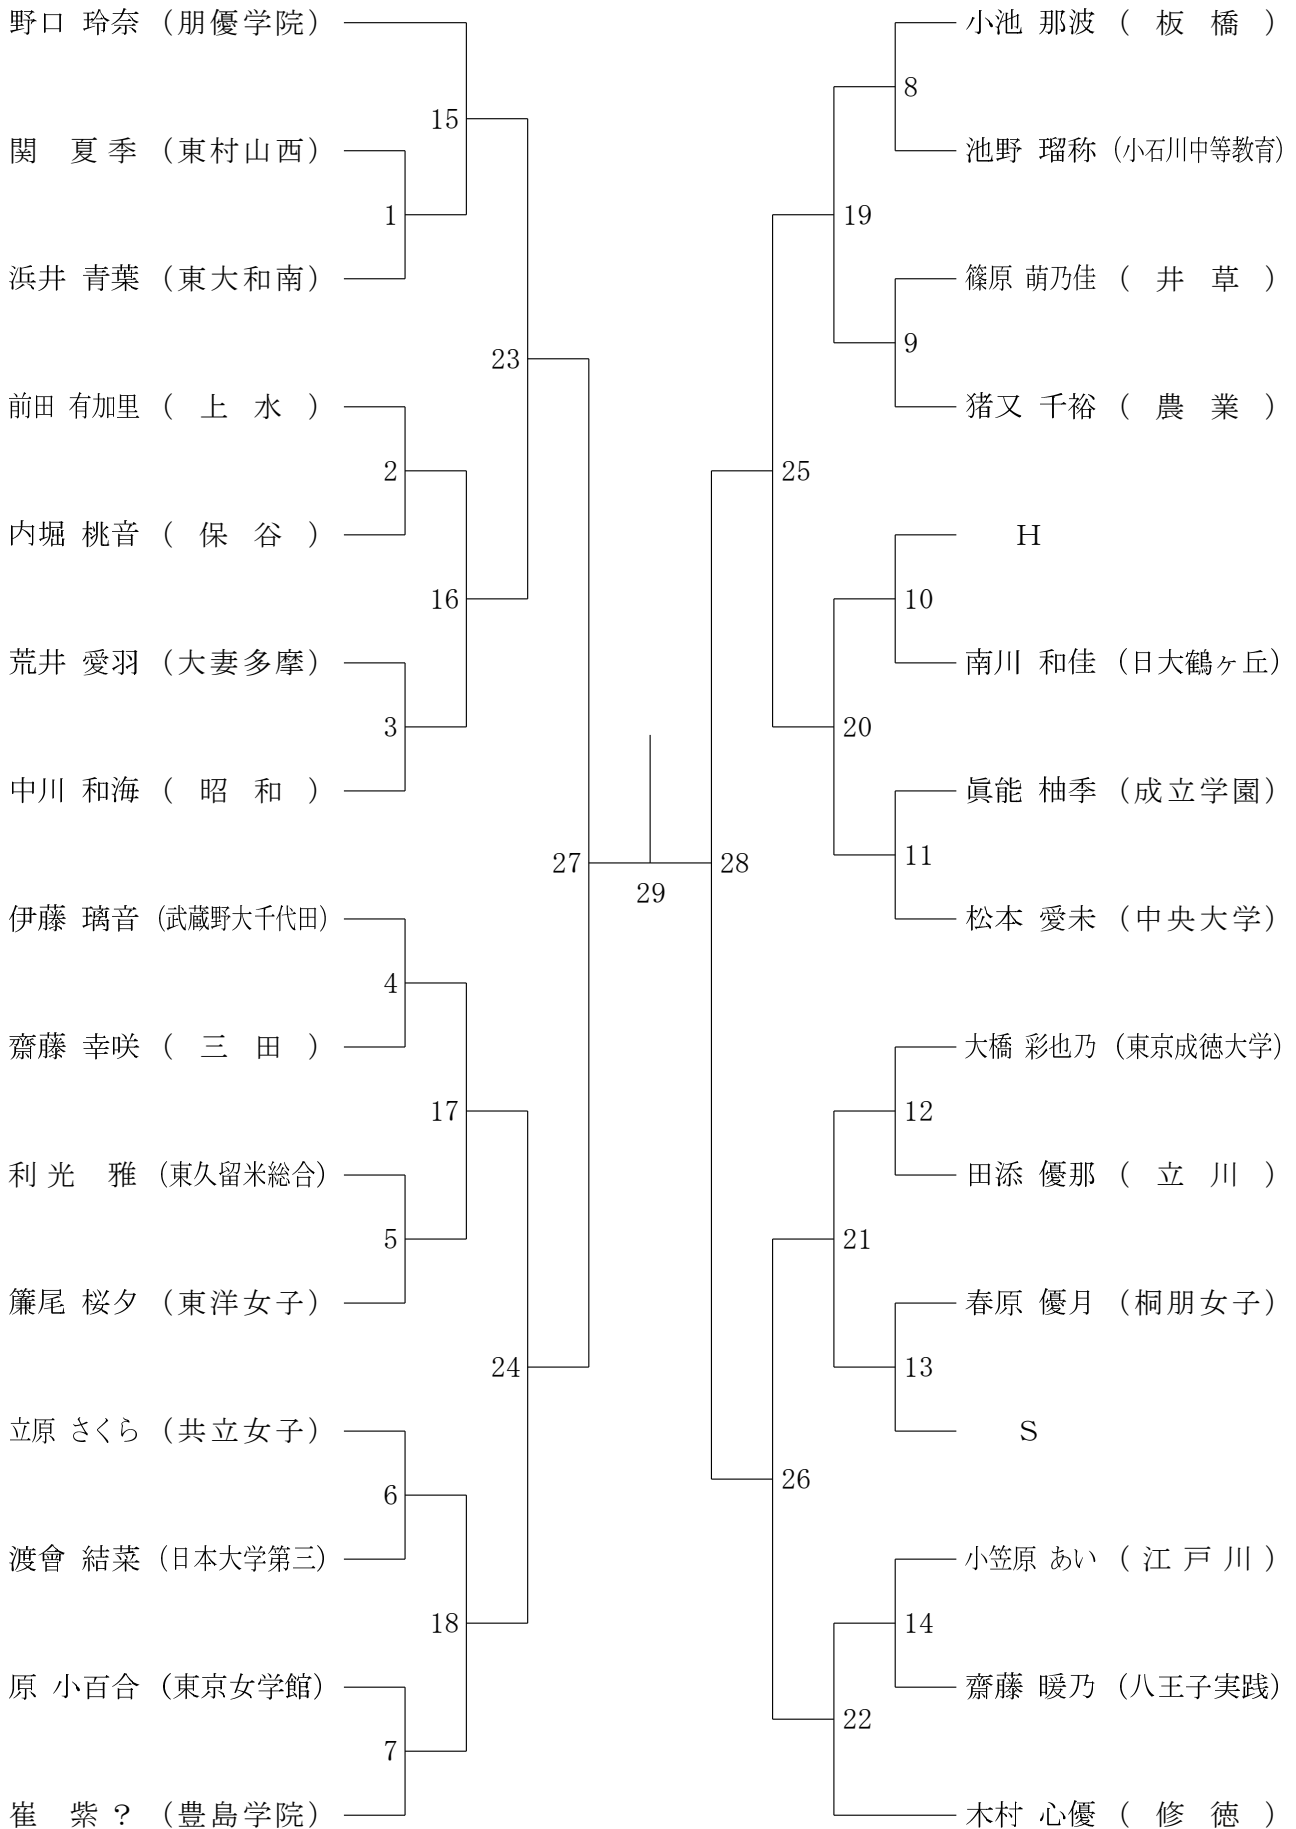 野口 玲奈 （朋優学院）
15
関 夏季 （東村山西）
1
浜井 青葉 （東大和南）
23
前田 有加里 （上水）
2
内堀 桃音 （保谷）
16
荒井 愛羽 （大妻多摩）
3
中川 和海 （昭和）
27
伊藤 璃音 （武蔵野大千代田）
4
齋藤 幸咲 （三田）
17
利光 雅 （東久留米総合）
5
簾尾 桜夕 （東洋女子）
24
立原 さくら （共立女子）
6
渡會 結菜 （日本大学第三）
18
原 小百合 （東京女学館）
7
崔 紫？ （豊島学院）
29
小池 那波 （板橋）
8
池野 瑠称 （小石川中等教育）
19
篠原 萌乃佳 （井草）
9
猪又 千裕 （農業）
25
Ｈ
10
南川 和佳 （日大鶴ヶ丘）
20
眞能 柚季 （成立学園）
11
松本 愛未 （中央大学）
28
大橋 彩也乃 （東京成徳大学）
12
田添 優那 （立川）
21
春原 優月 （桐朋女子）
13
Ｓ
26
小笠原 あい （江戸川）
14
齋藤 暖乃 （八王子実践）
22
木村 心優 （修徳）